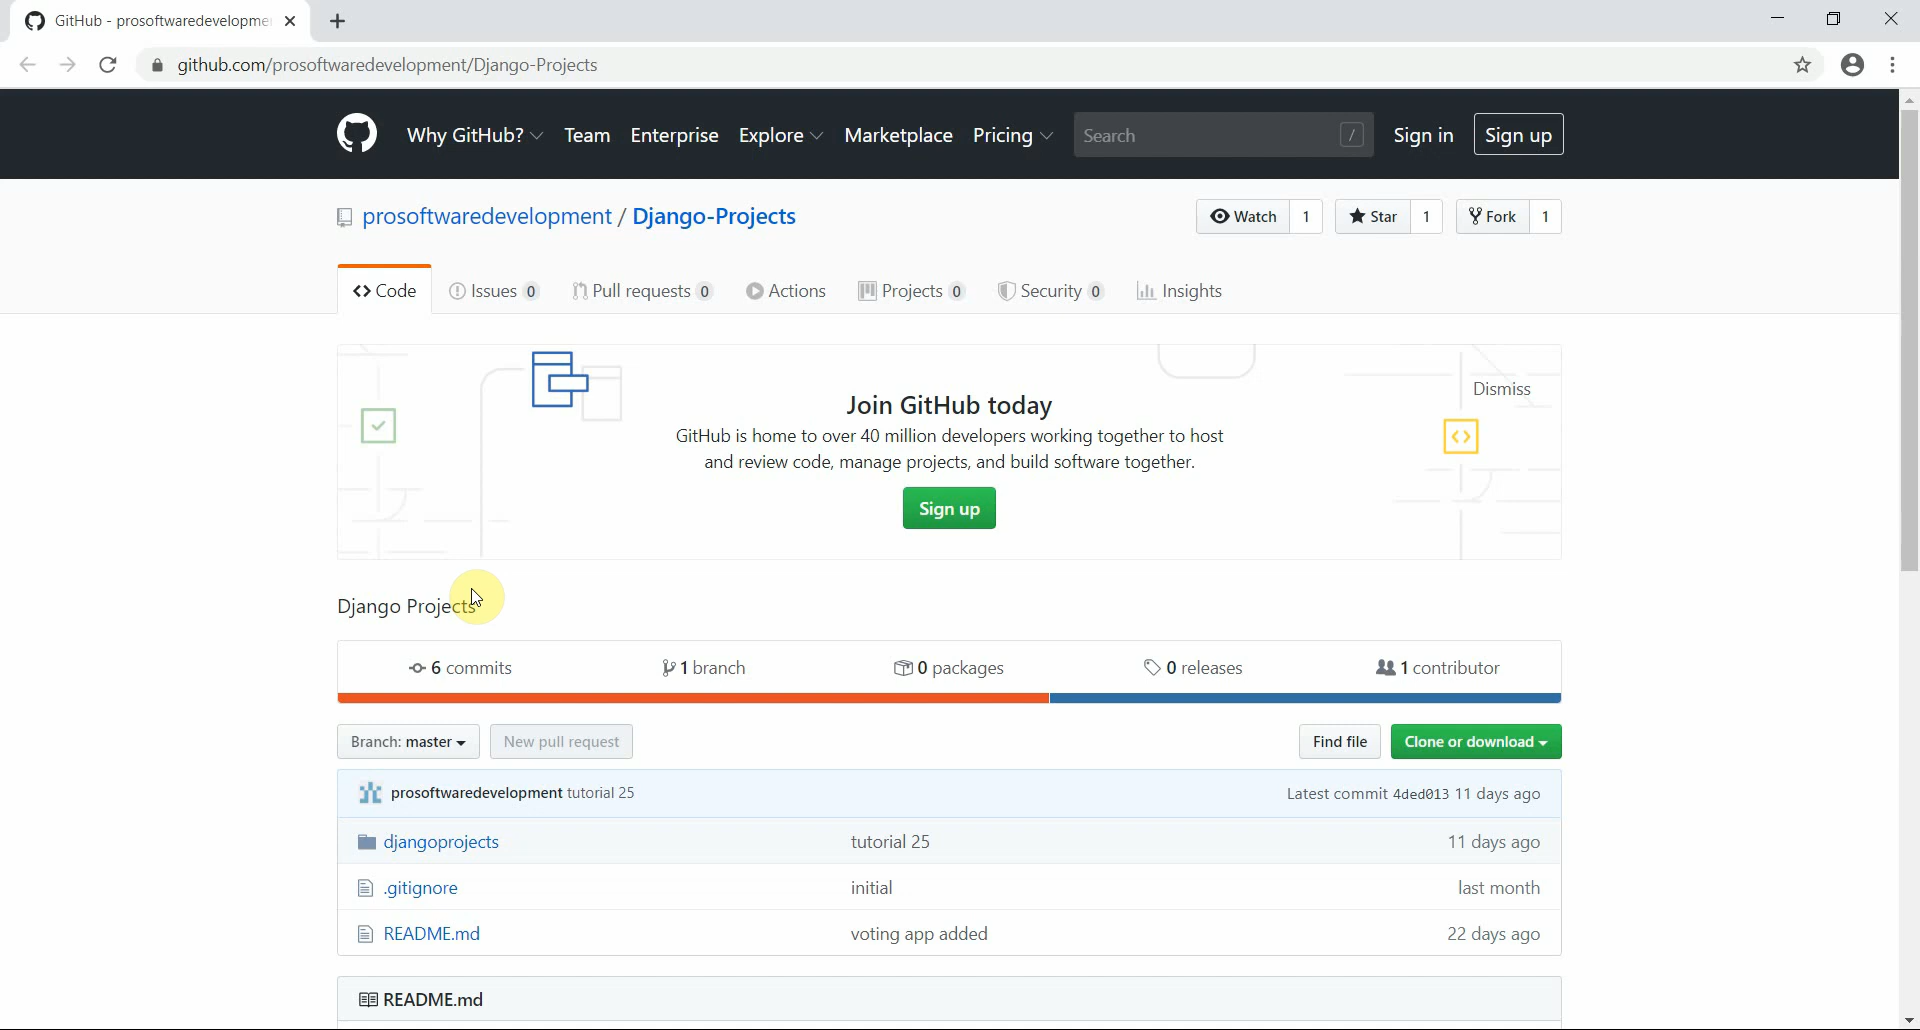 GitHub - prosoftwaredevelopme
github.com/prosoftwaredevelopment/Django-Projects
Why GitHub? Team Enterprise Explore Marketplace Pricing Search / Sign in Sign up
prosoftwaredevelopment / Django-Projects Watch 1 Star 1 Fork 1
Code Issues 0 Pull requests 0 Actions Projects 0 Security 0 Insights
Dismiss
Join GitHub today
GitHub is home to over 40 million developers working together to host
and review code, manage projects, and build software together.
Sign up
Django Projects
6 commits 1 branch 0 packages 0 releases 1 contributor
Branch: master New pull request Find file Clone or download
prosoftwaredevelopment tutorial 25 Latest commit 4ded013 11 days ago
djangoprojects tutorial 25 11 days ago
.gitignore initial last month
README.md voting app added 22 days ago
README.md